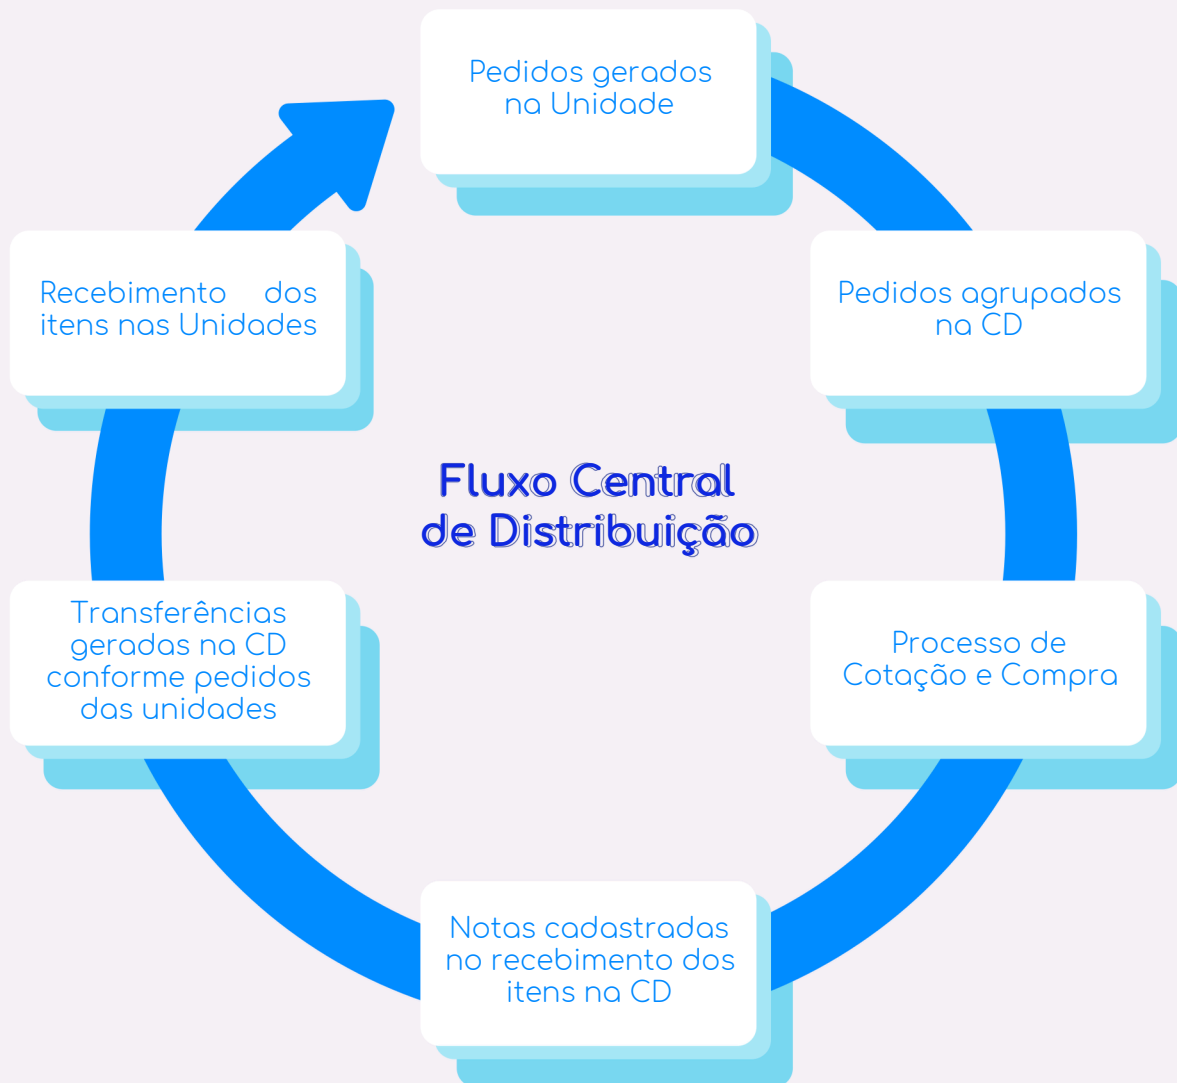 Pedidos gerados
na Unidade
Pedidos agrupados
na CD
Processo de
Cotação e Compra
Notas cadastradas
no recebimento dos
itens na CD
Transferências
geradas na CD
conforme pedidos
das unidades
Recebimento dos
itens nas Unidades
Fluxo Central
de Distribuição